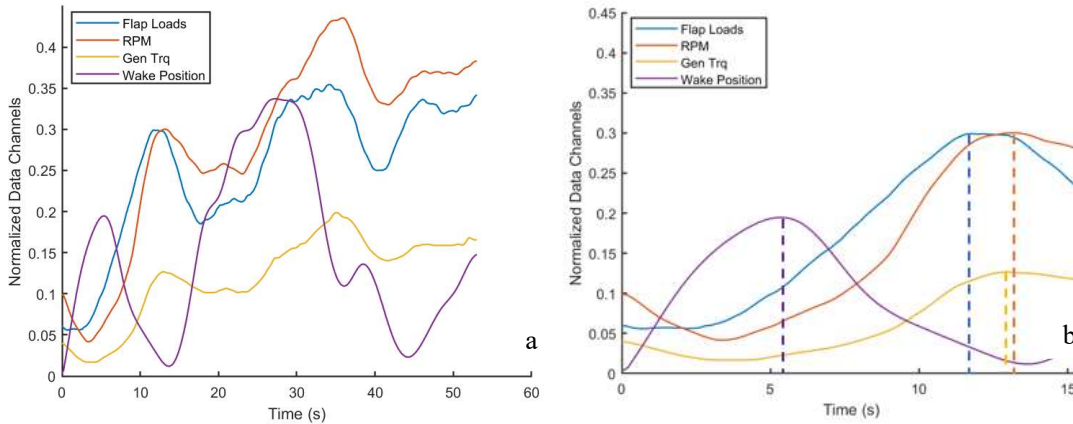 Normalized Data Channels
0.4
0.35
0.3
0.25
0.2
0.15
0.1
0.05
0
Flap Loads
RPM
Gen Trq
Wake Position
a
0 10 20 30 40 50 60
Time (s)
Normalized Data Channels
0.45
0.4
0.35
0.3
0.25
0.2
0.15
0.1
0.05
0
Flap Loads
RPM
Gen Trq
Wake Position
b
0 5 10 15
Time (s)